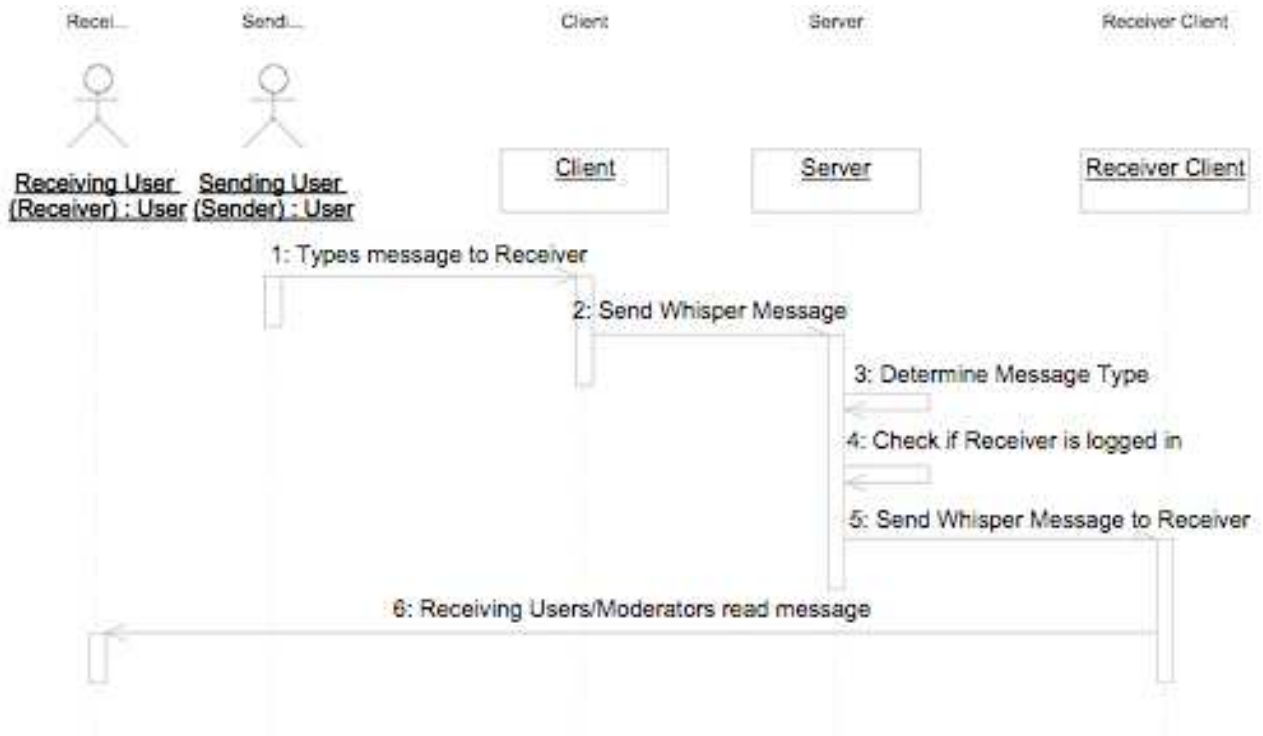 Recei...
Sendi...
Client
Server
Receiver Client
Receiving User
(Receiver) : User
Sending User
(Sender) : User
Client
Server
Receiver Client
1: Types message to Receiver
2: Send Whisper Message
3: Determine Message Type
4: Check if Receiver is logged in
5: Send Whisper Message to Receiver
6: Receiving Users/Moderators read message